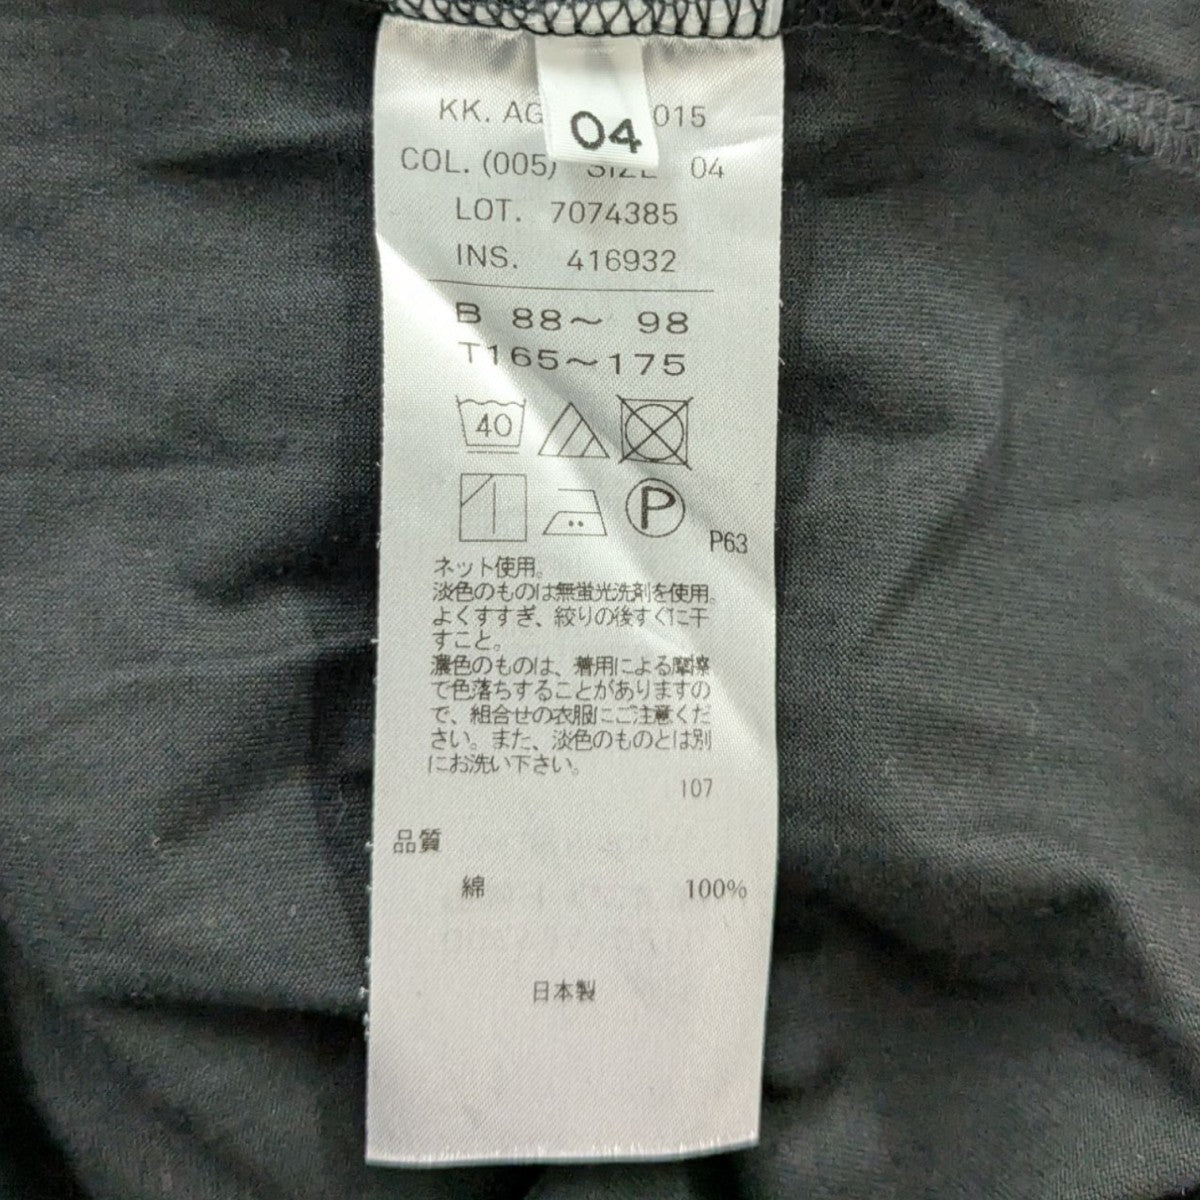 KK. AG 015
04
COL. (005) SIZE 04
LOT. 7074385
INS. 416932
B 88～ 98
T165～175
40
P
P63
ネット使用。
淡色のものは無蛍光洗剤を使用。
よくすすぎ、絞りの後すぐに干
すこと。
濃色のものは、着用による摩擦
で色落ちすることがありますの
で、組合せの衣服にご注意くだ
さい。また、淡色のものとは別
にお洗い下さい。
107
品質
綿 100%
日本製